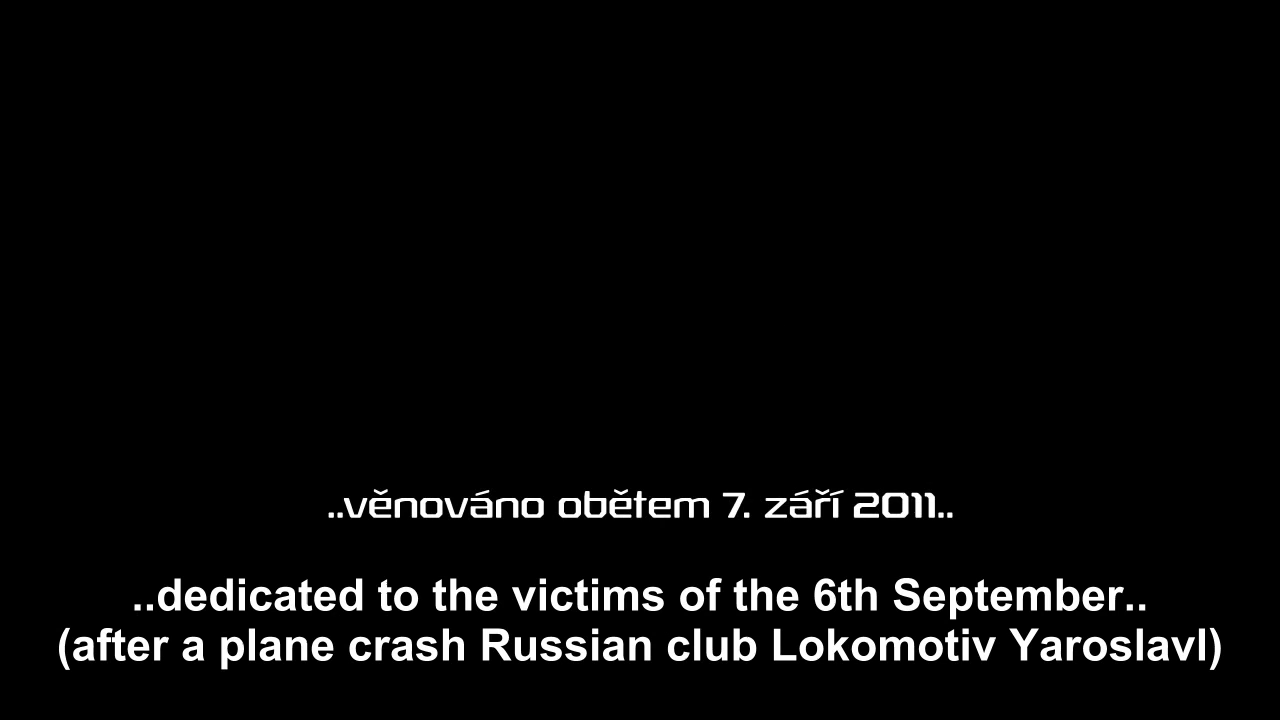 ..věnováno obětem 7. září 2011..
..dedicated to the victims of the 6th September..
(after a plane crash Russian club Lokomotiv Yaroslavl)